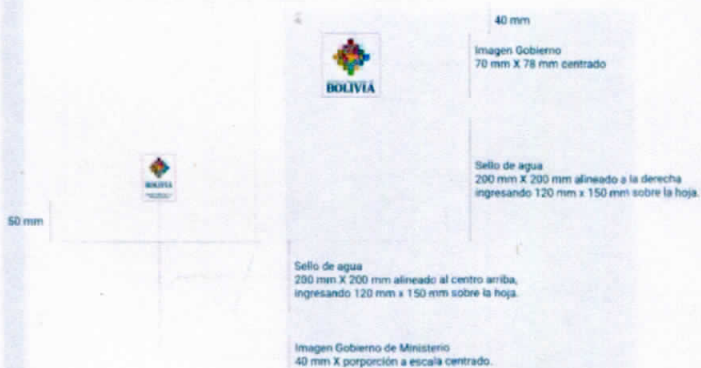 40 mm
BOLIVIA
Imagen Gobierno
70 mm X 78 mm centrado
BOLIVIA
Sello de agua
200 mm X 200 mm alineado a la derecha
ingresando 120 mm x 150 mm sobre la hoja.
50 mm
Sello de agua
200 mm X 200 mm alineado al centro arriba,
ingresando 120 mm x 150 mm sobre la hoja.
Imagen Gobierno de Ministerio
40 mm X porporción a escala centrado.